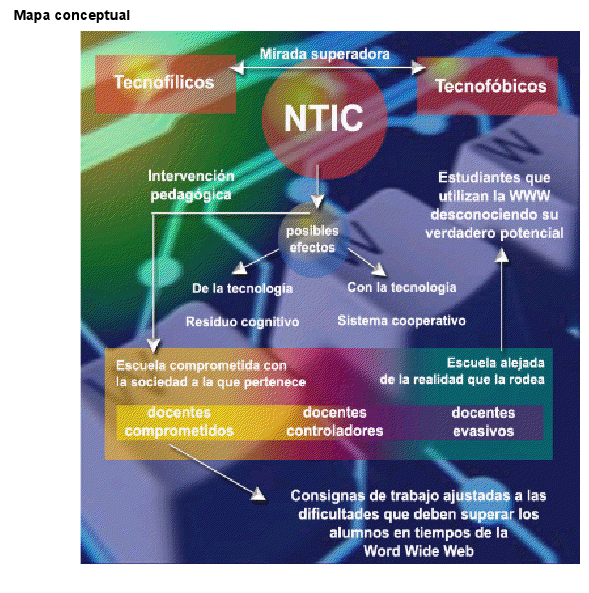 Mapa conceptual
Mirada superadora
Tecnofílicos
Tecnofóbicos
NTIC
Intervención
pedagógica
Estudiantes que
utilizan la WWW
desconociendo su
verdadero potencial
posibles
efectos
De la tecnología
Con la tecnologia
Residuo cognitivo
Sistema cooperativo
Escuela comprometida con
la sociedad a la que pertenece
Escuela alejada
de la realidad que la rodea
docentes
comprometidos
docentes
controladores
docentes
evasivos
Consignas de trabajo ajustadas a las
dificultades que deben superar los
alumnos en tiempos de la
Word Wide Web
W
W
W